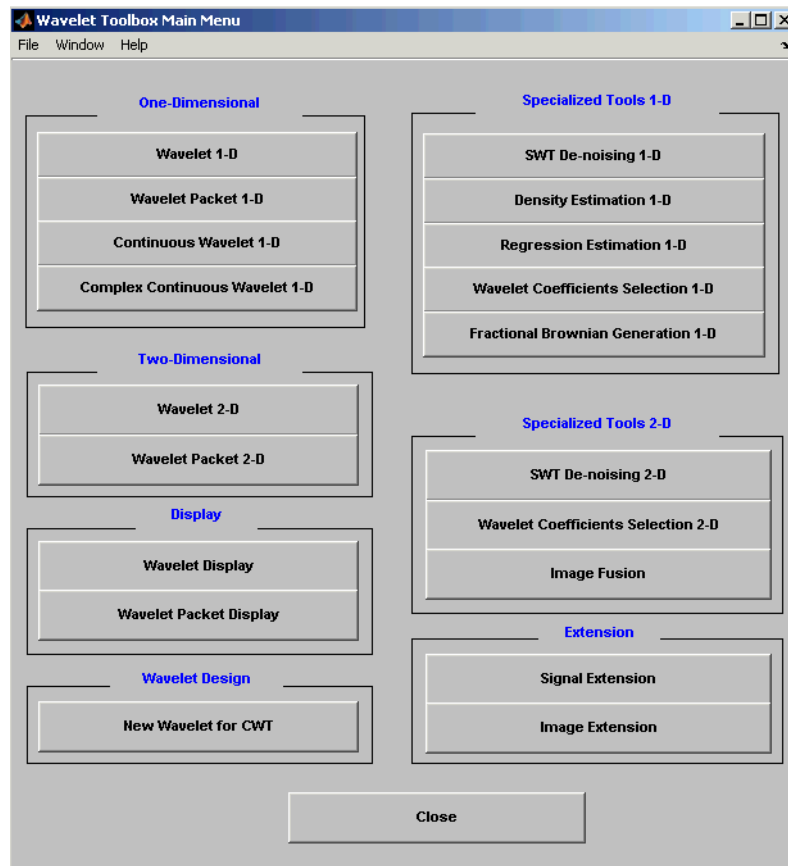 Wavelet Toolbox Main Menu
File Window Help
One-Dimensional
Wavelet 1-D
Wavelet Packet 1-D
Continuous Wavelet 1-D
Complex Continuous Wavelet 1-D
Two-Dimensional
Wavelet 2-D
Wavelet Packet 2-D
Display
Wavelet Display
Wavelet Packet Display
Wavelet Design
New Wavelet for CWT
Specialized Tools 1-D
SWT De-noising 1-D
Density Estimation 1-D
Regression Estimation 1-D
Wavelet Coefficients Selection 1-D
Fractional Brownian Generation 1-D
Specialized Tools 2-D
SWT De-noising 2-D
Wavelet Coefficients Selection 2-D
Image Fusion
Extension
Signal Extension
Image Extension
Close